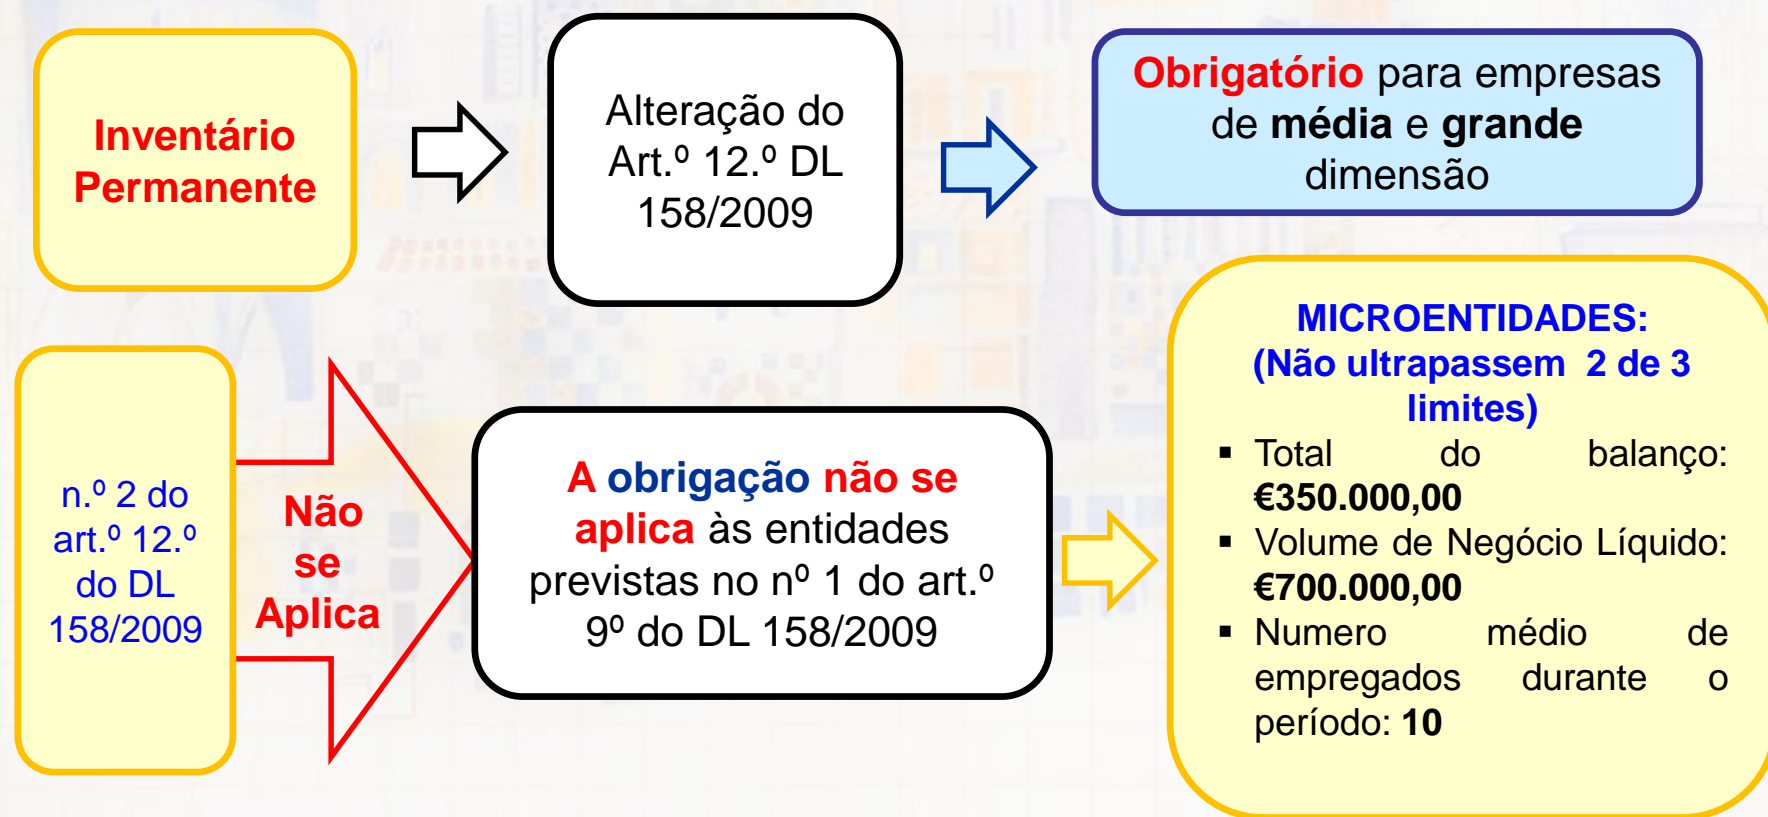 Inventário
Permanente
Alteração do
Art.º 12.º DL
158/2009
Obrigatório para empresas
de média e grande
dimensão
n.º 2 do
art.º 12.º
do DL
158/2009
Não
se
Aplica
A obrigação não se
aplica às entidades
previstas no nº 1 do art.º
9º do DL 158/2009
MICROENTIDADES:
(Não ultrapassem 2 de 3
limites)
▪ Total do balanço:
€350.000,00
▪ Volume de Negócio Líquido:
€700.000,00
▪ Numero médio de
empregados durante o
período: 10